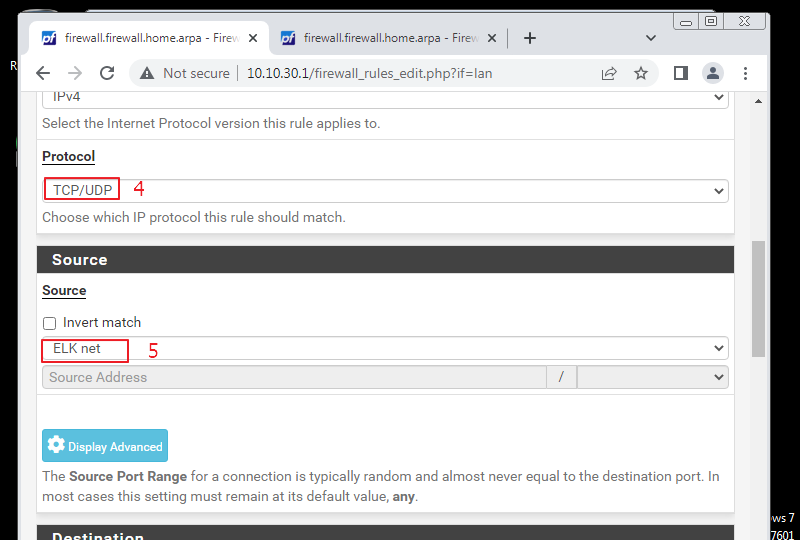 firewall.firewall.home.arpa - Firew
firewall.firewall.home.arpa - Firew
R
Not secure
10.10.30.1/firewall_rules_edit.php?if=lan
IPv4
Select the Internet Protocol version this rule applies to.
Protocol
TCP/UDP 4
Choose which IP protocol this rule should match.
Source
Source
Invert match
ELK net 5
Source Address /
Display Advanced
The Source Port Range for a connection is typically random and almost never equal to the destination port. In
most cases this setting must remain at its default value, any.
Destination
ws 7
7601